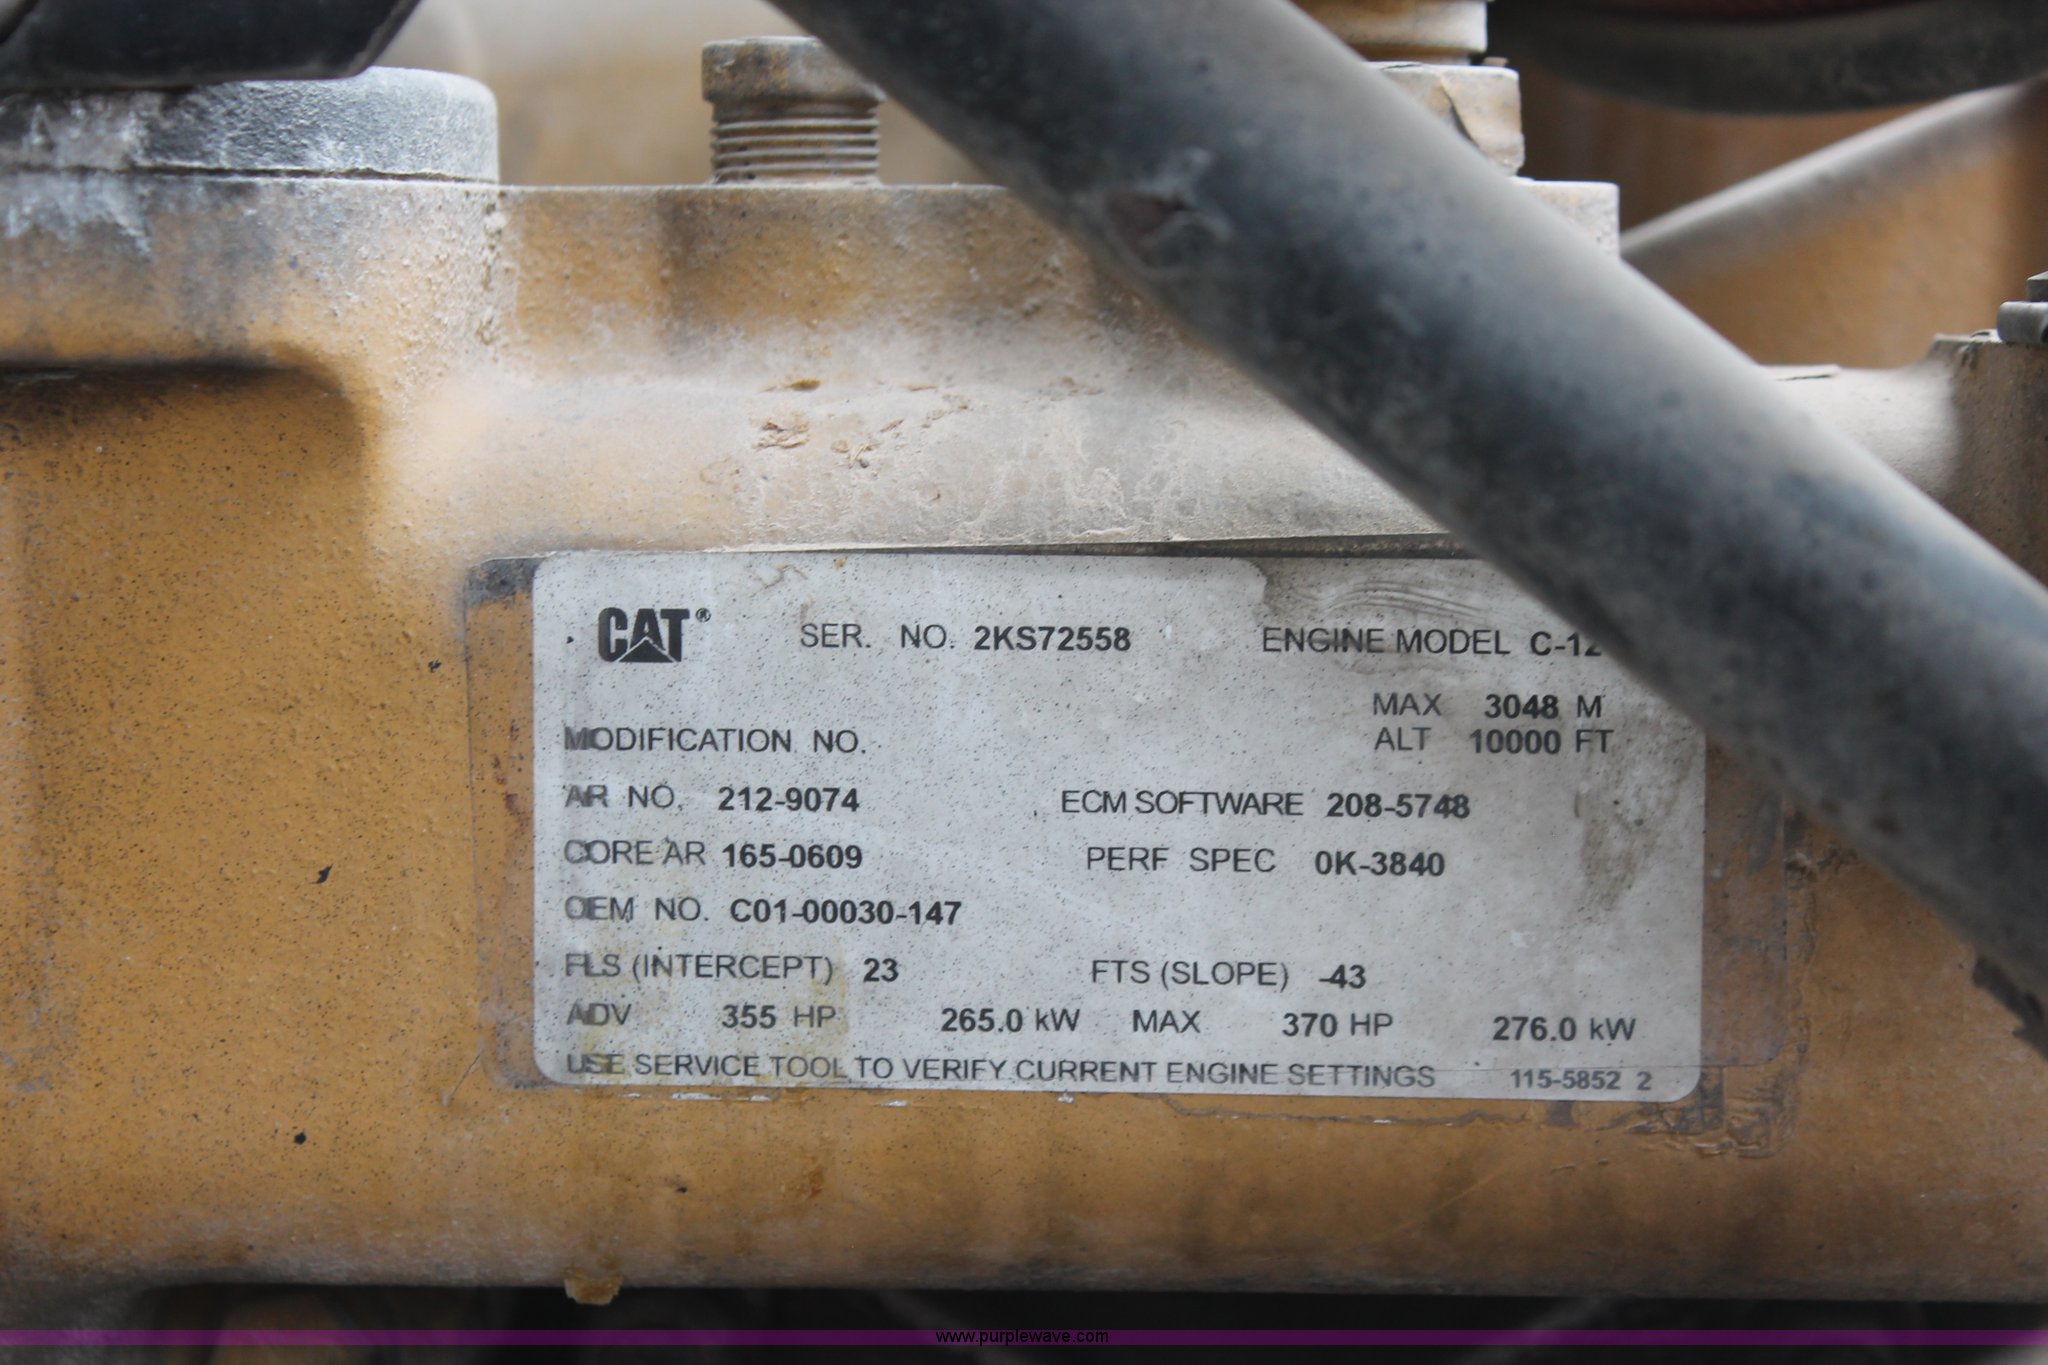 CAT® SER. NO. 2KS72558 ENGINE MODEL C-12
MAX 3048 M
MODIFICATION NO. ALT 10000 FT
AR NO. 212-9074 ECM SOFTWARE 208-5748
CORE AR 165-0609 PERF SPEC 0K-3840
OEM NO. C01-00030-147
FLS (INTERCEPT) 23 FTS (SLOPE) -43
ADV 355 HP 265.0 kW MAX 370 HP 276.0 kW
USE SERVICE TOOL TO VERIFY CURRENT ENGINE SETTINGS 115-5852 2
www.purplewave.com